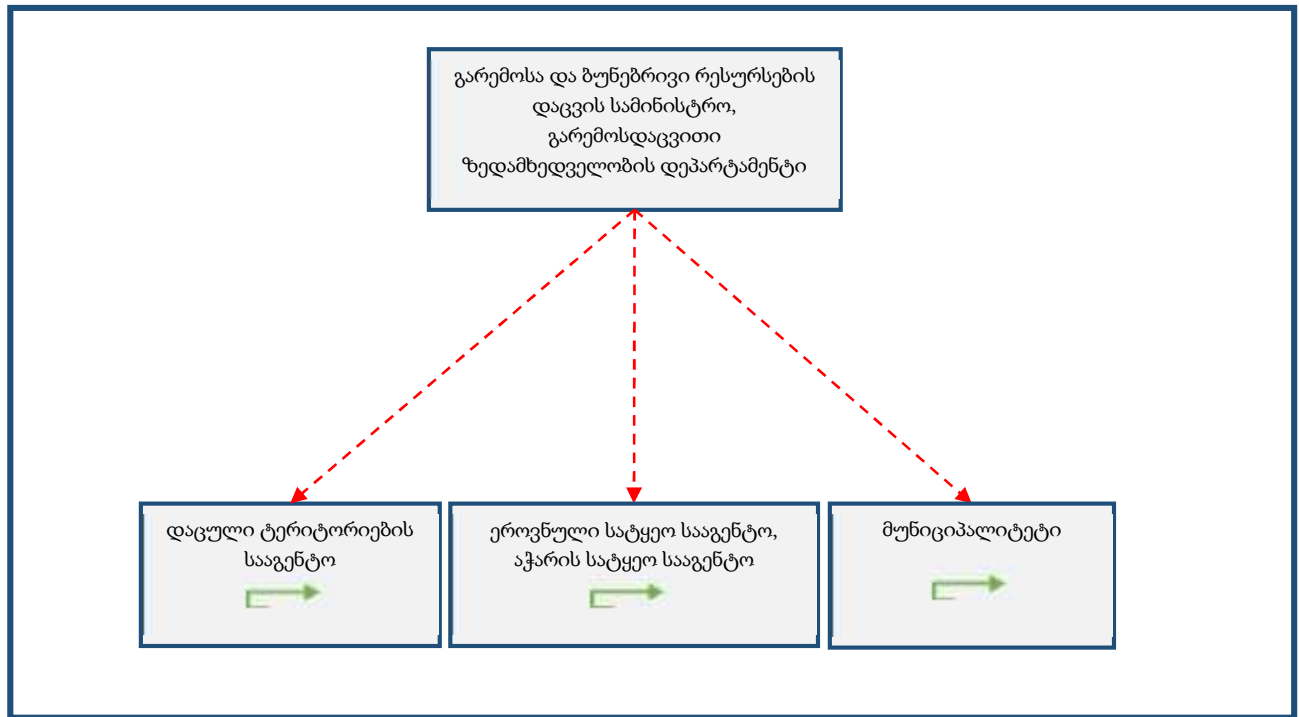 გარემოსა და ბუნებრივი რესურსების
დაცვის სამინისტრო,
გარემოსდაცვითი
ზედამხედველობის დეპარტამენტი
დაცული ტერიტორიების
სააგენტო
ეროვნული სატყეო სააგენტო,
აჭარის სატყეო სააგენტო
მუნიციპალიტეტი